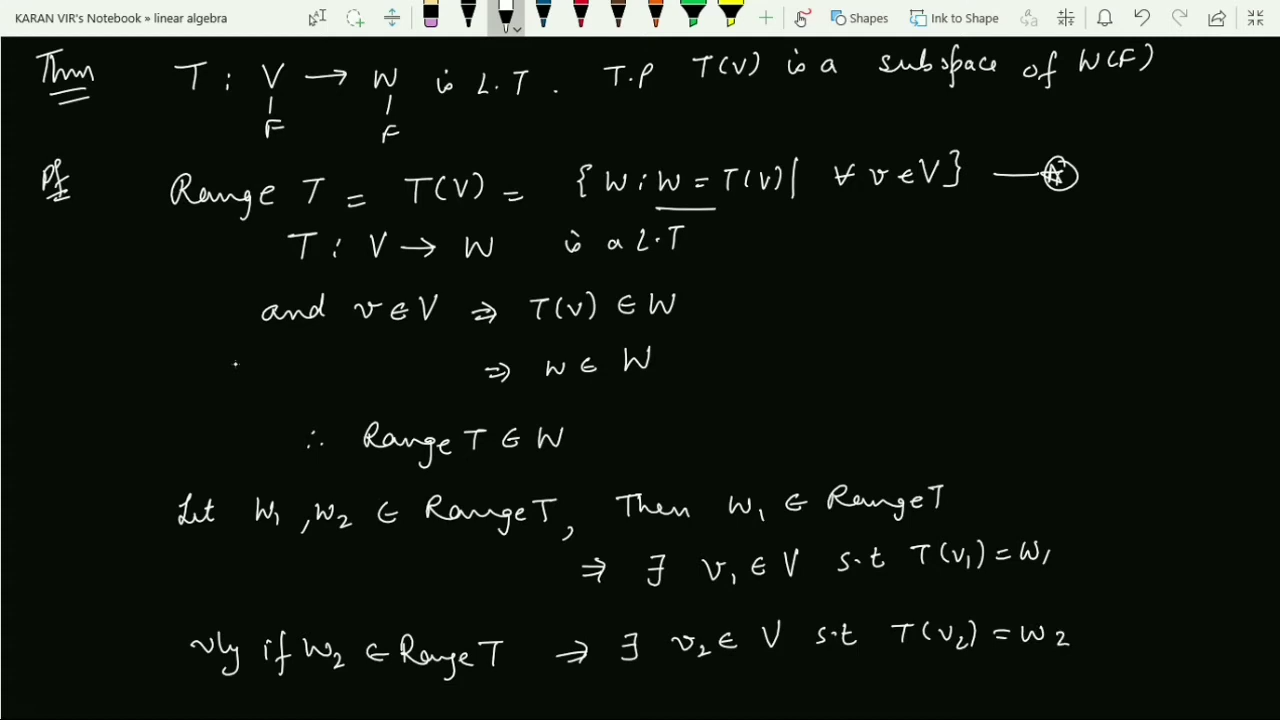 KARAN VIR's Notebook » linear algebra
Shapes Ink to Shape
Thm T : V → W is L.T. T.P T(V) is a subspace of W(F)
F F
Pf Range T = T(V) = { W : W = T(V) | ∀ v ∈ V }
T : V → W is a L.T
and v ∈ V ⇒ T(v) ∈ W
⇒ w ∈ W
∴ Range T ∈ W
Let W₁, W₂ ∈ Range T, Then W₁ ∈ Range T
⇒ ∃ v₁ ∈ V s.t T(v₁) = W₁
if W₂ ∈ Range T ⇒ ∃ v₂ ∈ V s.t T(v₂) = W₂